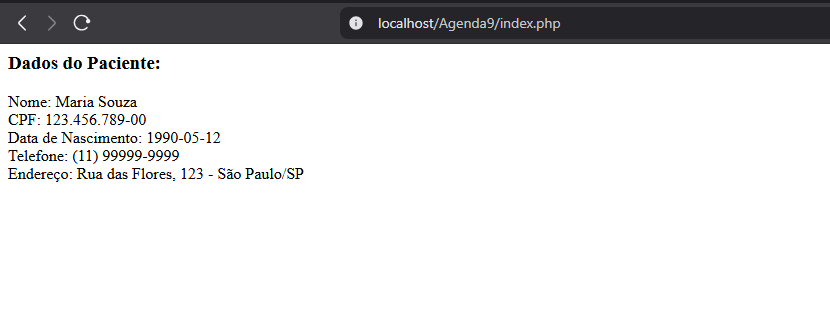 localhost/Agenda9/index.php
Dados do Paciente:
Nome: Maria Souza
CPF: 123.456.789-00
Data de Nascimento: 1990-05-12
Telefone: (11) 99999-9999
Endereço: Rua das Flores, 123 - São Paulo/SP